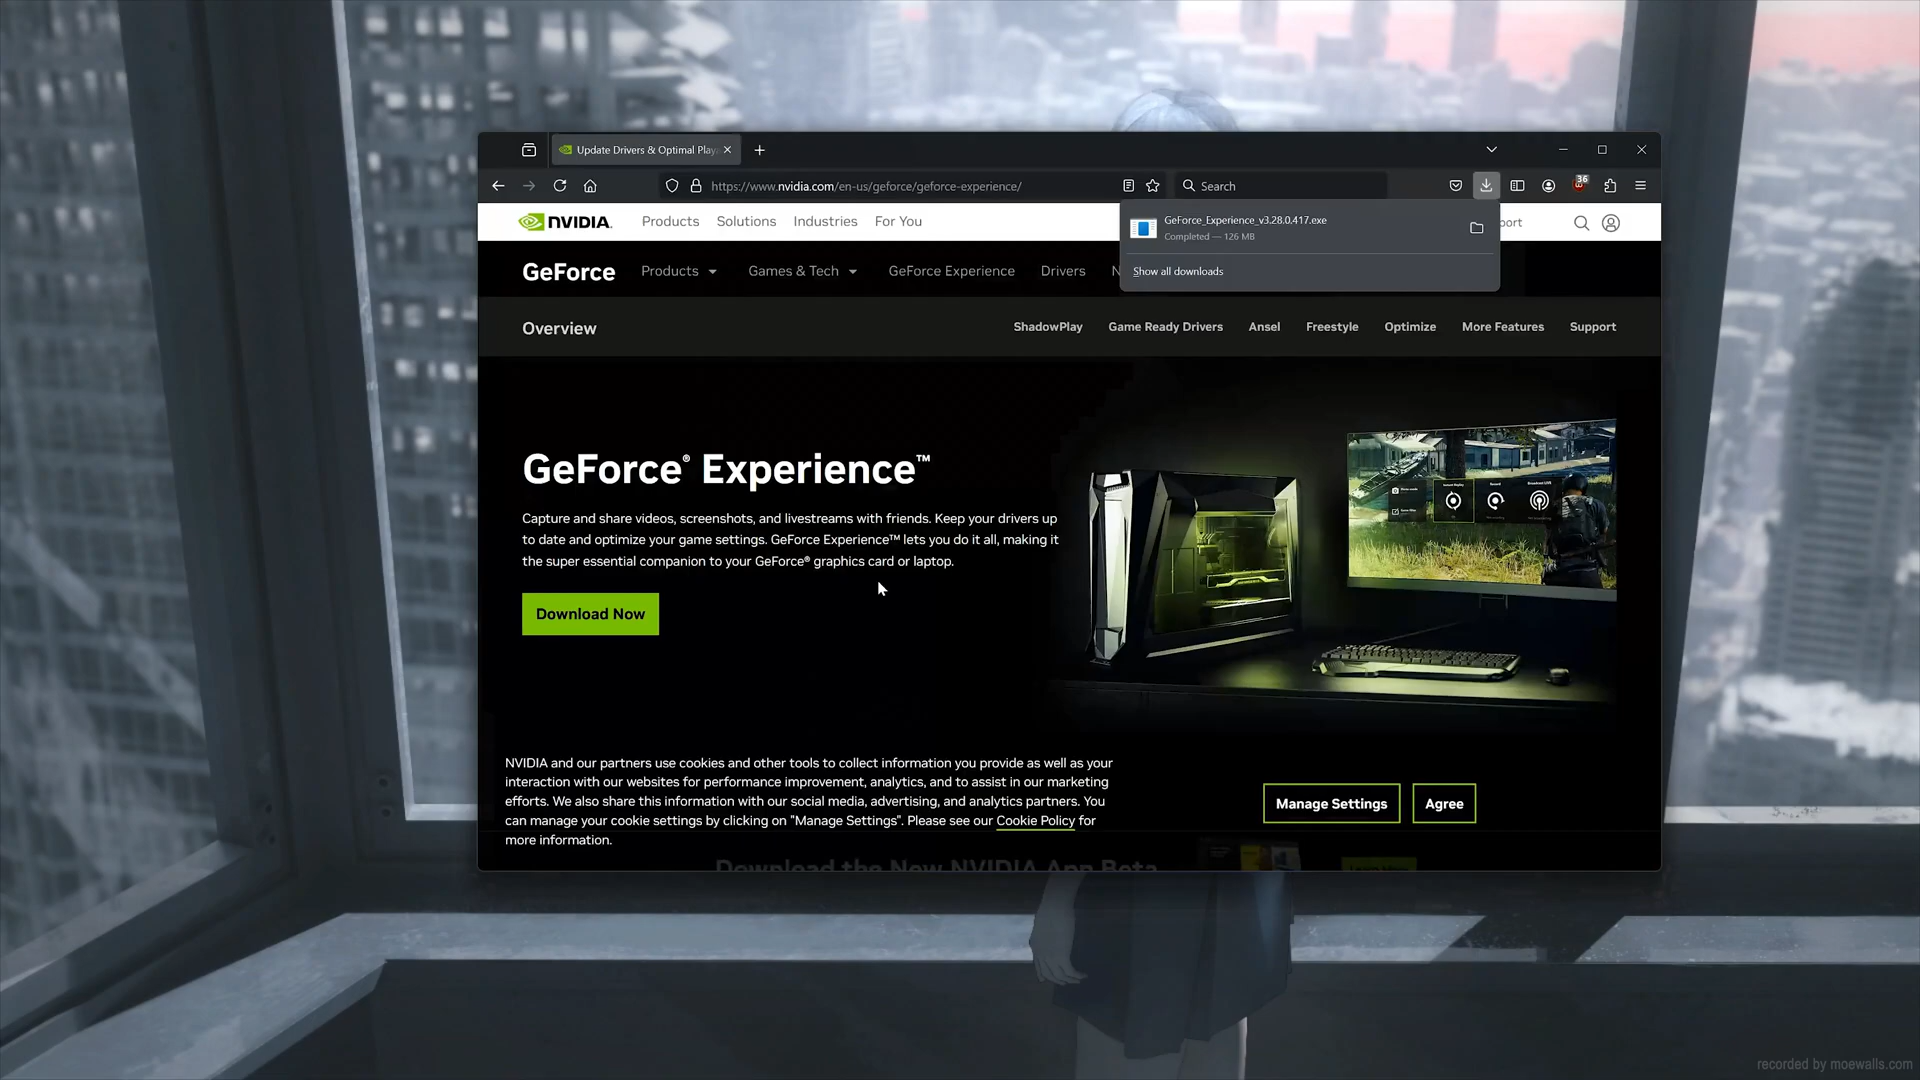 Update Drivers & Optimal Play
https://www.nvidia.com/en-us/geforce/geforce-experience/
Search
36
NVIDIA.
Products
Solutions
Industries
For You
GeForce_Experience_v3.28.0.417.exe
Completed — 126 MB
Show all downloads
GeForce
Products
Games & Tech
GeForce Experience
Drivers
Overview
ShadowPlay
Game Ready Drivers
Ansel
Freestyle
Optimize
More Features
Support
GeForce® Experience™
Capture and share videos, screenshots, and livestreams with friends. Keep your drivers up
to date and optimize your game settings. GeForce Experience™ lets you do it all, making it
the super essential companion to your GeForce® graphics card or laptop.
Download Now
NVIDIA and our partners use cookies and other tools to collect information you provide as well as your
interaction with our websites for performance improvement, analytics, and to assist in our marketing
efforts. We also share this information with our social media, advertising, and analytics partners. You
can manage your cookie settings by clicking on "Manage Settings". Please see our Cookie Policy for
more information.
Manage Settings
Agree
Download the New NVIDIA App Beta
recorded by moewalls.com